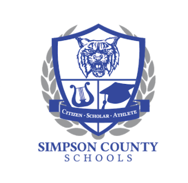 CITIZEN · SCHOLAR · ATHLETE
SIMPSON COUNTY
SCHOOLS